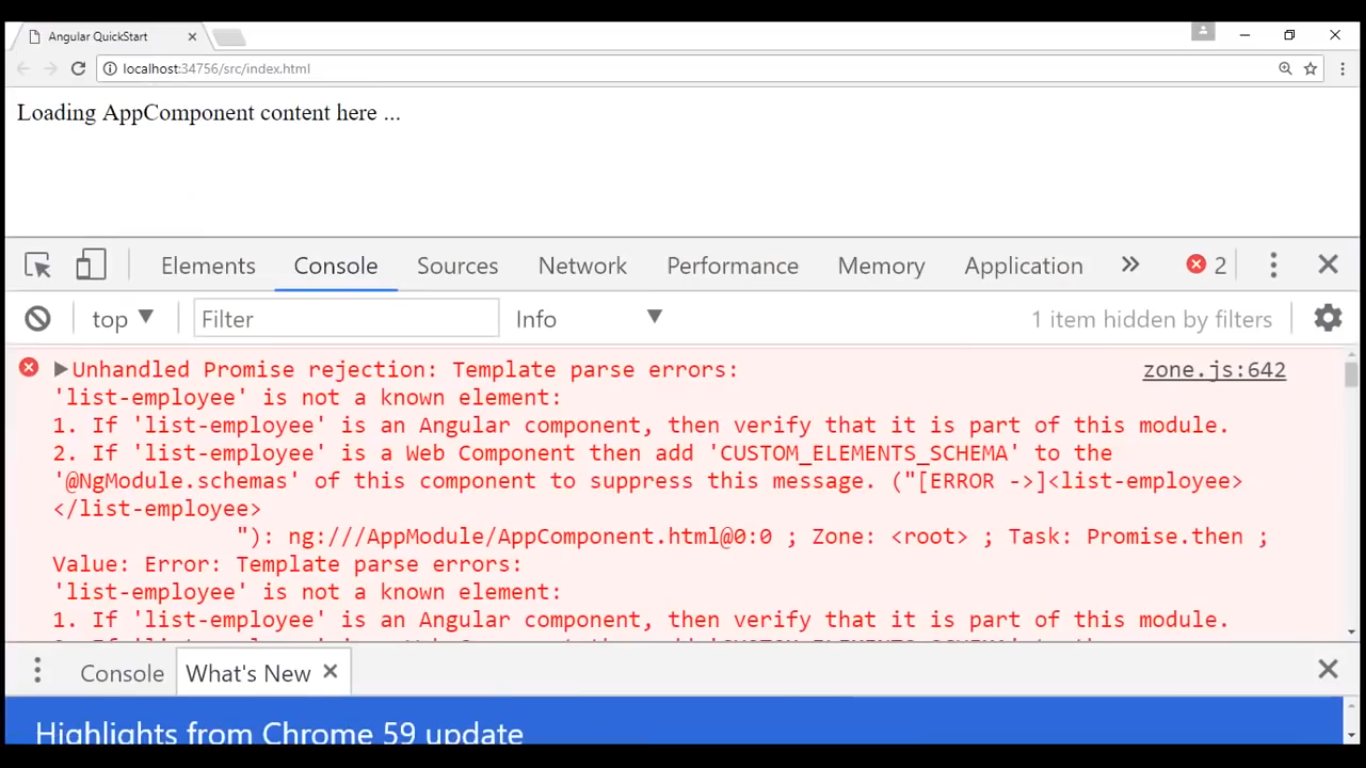 Angular QuickStart
localhost:34756/src/index.html
Loading AppComponent content here ...
Elements Console Sources Network Performance Memory Application 2
top Filter Info 1 item hidden by filters
Unhandled Promise rejection: Template parse errors: zone.js:642
'list-employee' is not a known element:
1. If 'list-employee' is an Angular component, then verify that it is part of this module.
2. If 'list-employee' is a Web Component then add 'CUSTOM_ELEMENTS_SCHEMA' to the
'@NgModule.schemas' of this component to suppress this message. ("[ERROR ->]<list-employee>
</list-employee>
"): ng:///AppModule/AppComponent.html@0:0 ; Zone: <root> ; Task: Promise.then ;
Value: Error: Template parse errors:
'list-employee' is not a known element:
1. If 'list-employee' is an Angular component, then verify that it is part of this module.
Console What's New
Highlights from Chrome 59 update